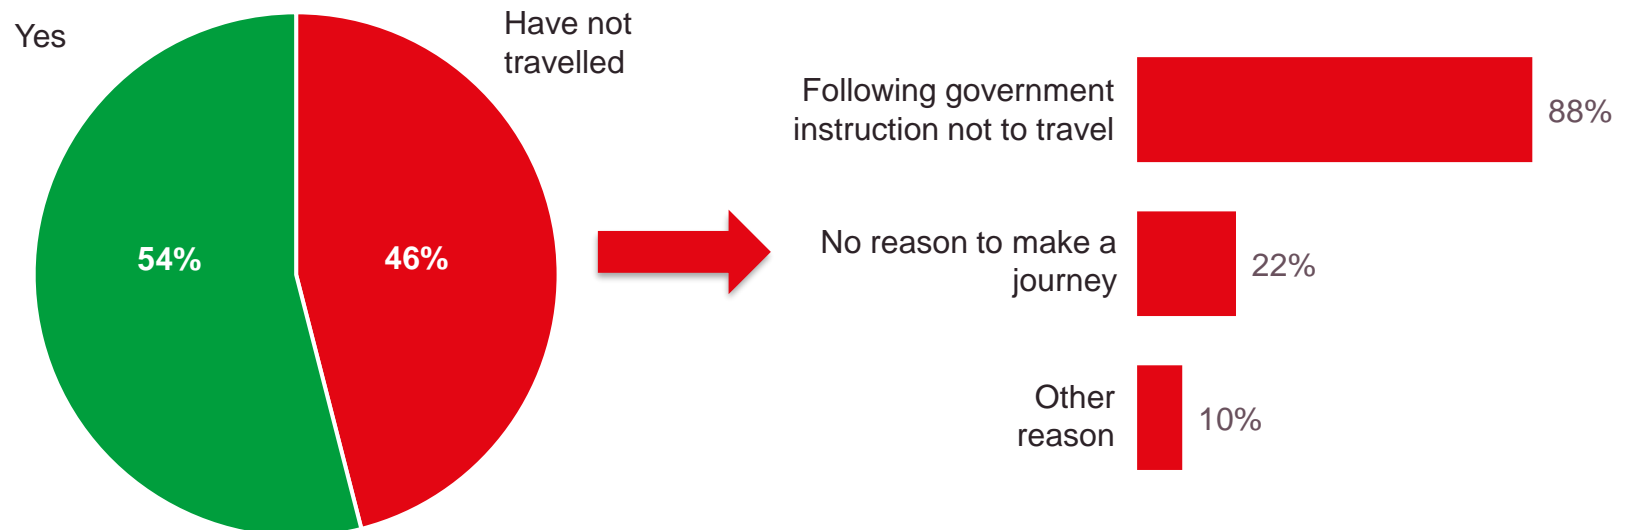 Yes
Have not
travelled
54%
46%
Following government
instruction not to travel
88%
No reason to make a
journey
22%
Other
reason
10%